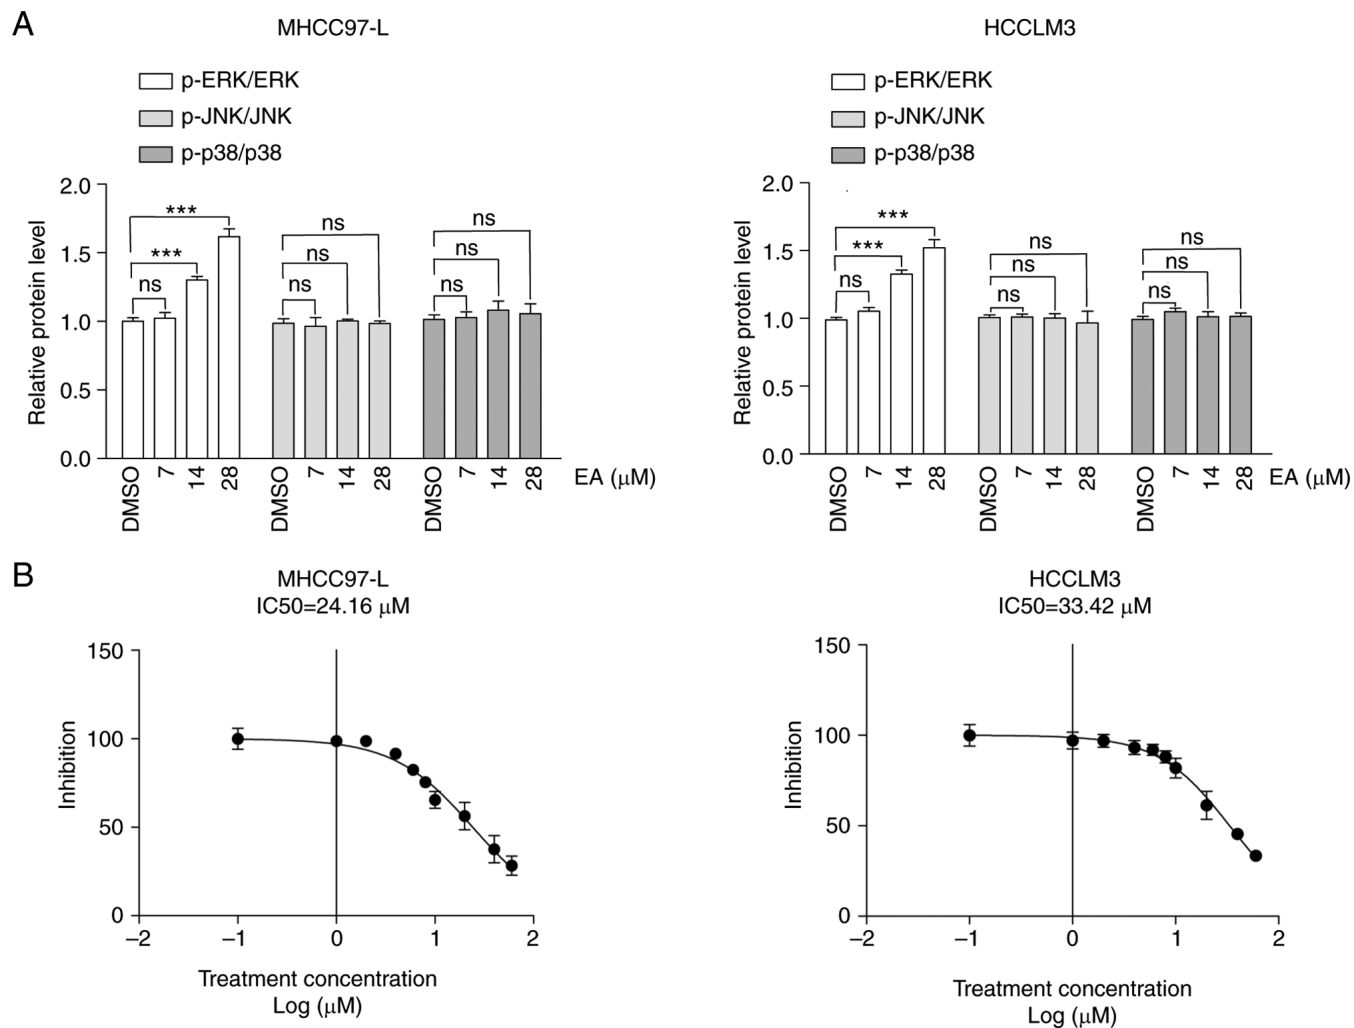 A
MHCC97-L
p-ERK/ERK
p-JNK/JNK
p-p38/p38
Relative protein level
2.0
1.5
1.0
0.5
0.0
***
***
ns
ns
ns
ns
ns
ns
ns
DMSO
7
14
28
DMSO
7
14
28
DMSO
7
14
28
EA (μM)
HCCLM3
p-ERK/ERK
p-JNK/JNK
p-p38/p38
Relative protein level
2.0
1.5
1.0
0.5
0.0
***
***
ns
ns
ns
ns
ns
ns
ns
DMSO
7
14
28
DMSO
7
14
28
DMSO
7
14
28
EA (μM)
B
MHCC97-L
IC50=24.16 μM
Inhibition
150
100
50
0
–2
–1
0
1
2
Treatment concentration
Log (μM)
HCCLM3
IC50=33.42 μM
Inhibition
150
100
50
0
–2
–1
0
1
2
Treatment concentration
Log (μM)